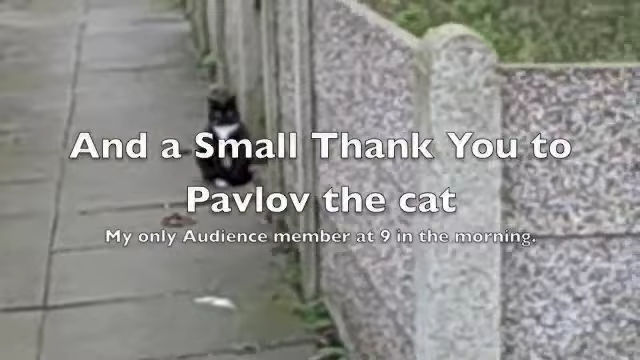 And a Small Thank You to
Pavlov the cat
My only Audience member at 9 in the morning.